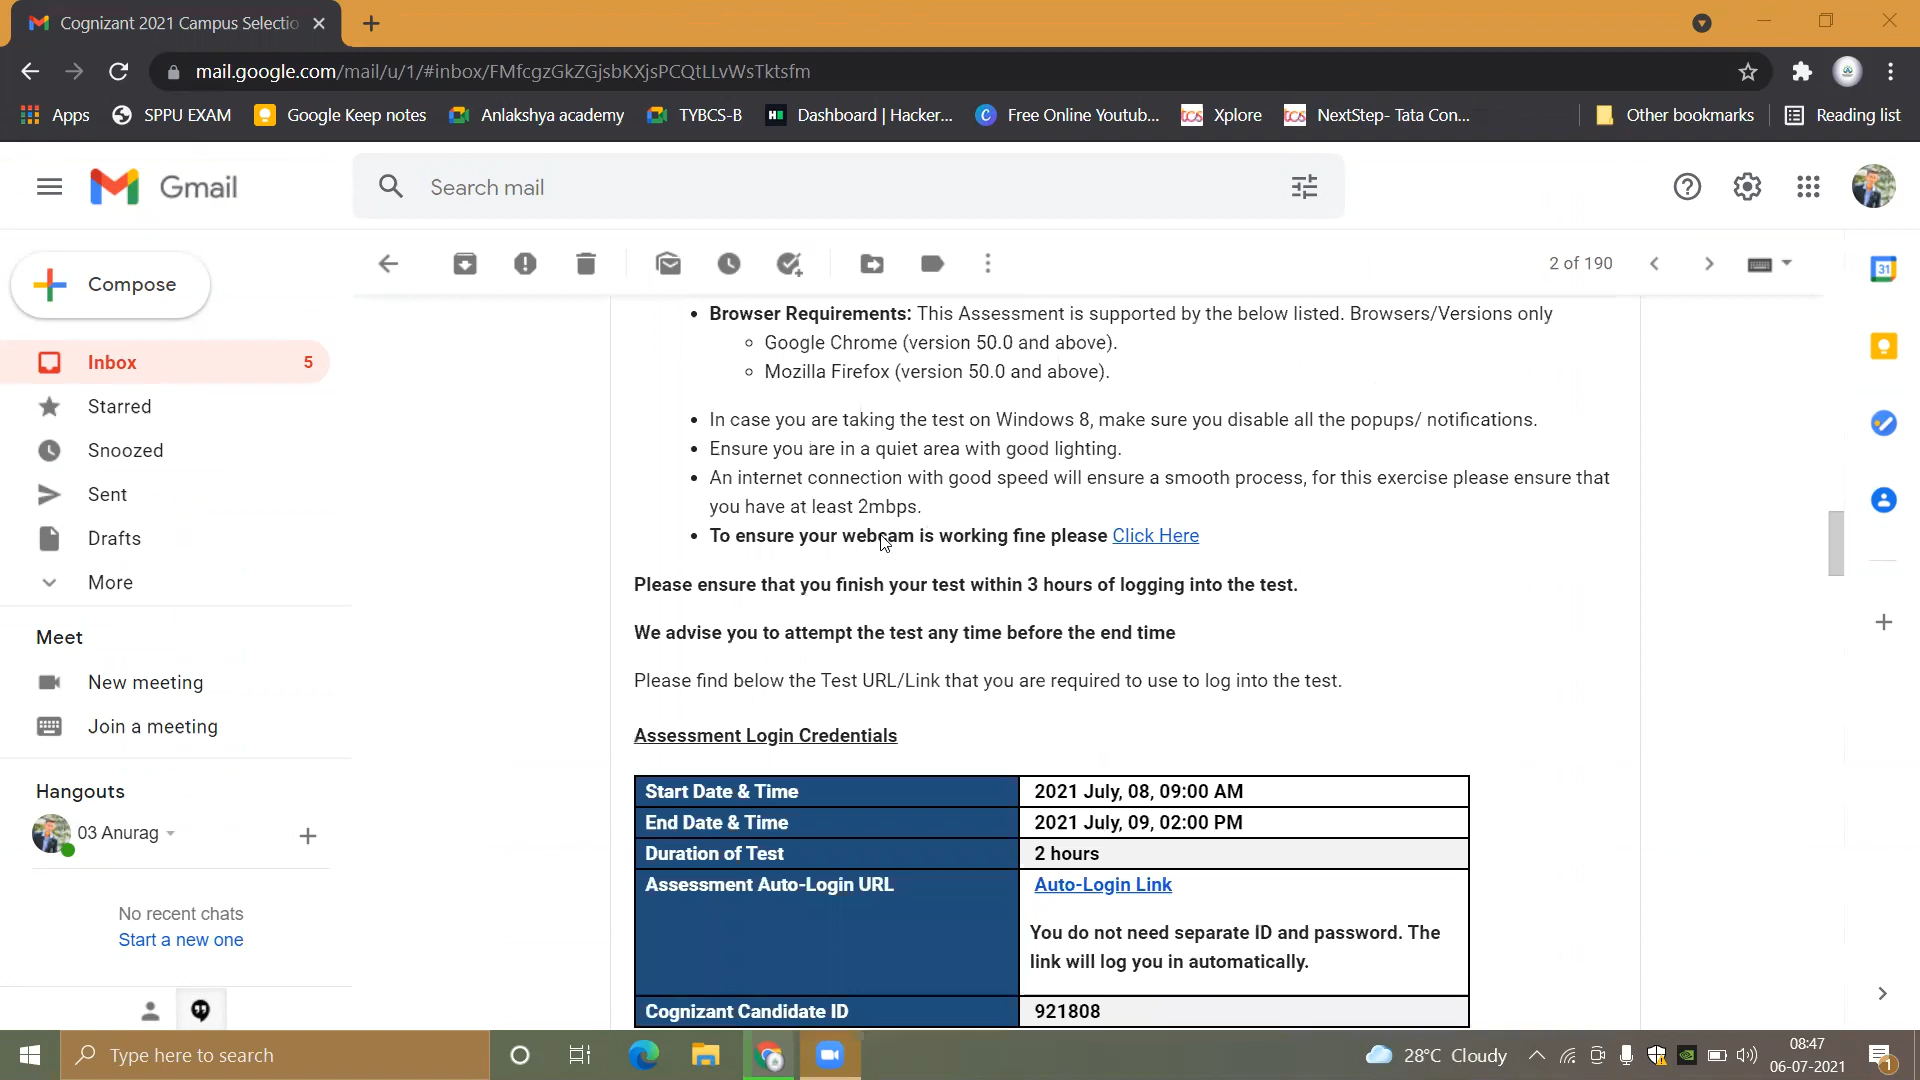 Cognizant 2021 Campus Selectio
mail.google.com/mail/u/1/#inbox/FMfcgzGkZGjsbKXjsPCQtLLvWsTktsfm
Apps SPPU EXAM Google Keep notes Anlakshya academy TYBCS-B Dashboard | Hacker... Free Online Youtub... tcs Xplore tcs NextStep- Tata Con... Other bookmarks Reading list
Gmail
Search mail
Compose
2 of 190
31
Inbox 5
Starred
Snoozed
Sent
Drafts
More
Meet
New meeting
Join a meeting
Hangouts
03 Anurag
No recent chats
Start a new one
• Browser Requirements: This Assessment is supported by the below listed. Browsers/Versions only
Google Chrome (version 50.0 and above).
Mozilla Firefox (version 50.0 and above).
• In case you are taking the test on Windows 8, make sure you disable all the popups/ notifications.
• Ensure you are in a quiet area with good lighting.
• An internet connection with good speed will ensure a smooth process, for this exercise please ensure that
you have at least 2mbps.
• To ensure your webcam is working fine please Click Here
Please ensure that you finish your test within 3 hours of logging into the test.
We advise you to attempt the test any time before the end time
Please find below the Test URL/Link that you are required to use to log into the test.
Assessment Login Credentials
Start Date & Time 2021 July, 08, 09:00 AM
End Date & Time 2021 July, 09, 02:00 PM
Duration of Test 2 hours
Assessment Auto-Login URL Auto-Login Link
You do not need separate ID and password. The
link will log you in automatically.
Cognizant Candidate ID 921808
Type here to search
28°C Cloudy
08:47
06-07-2021
1